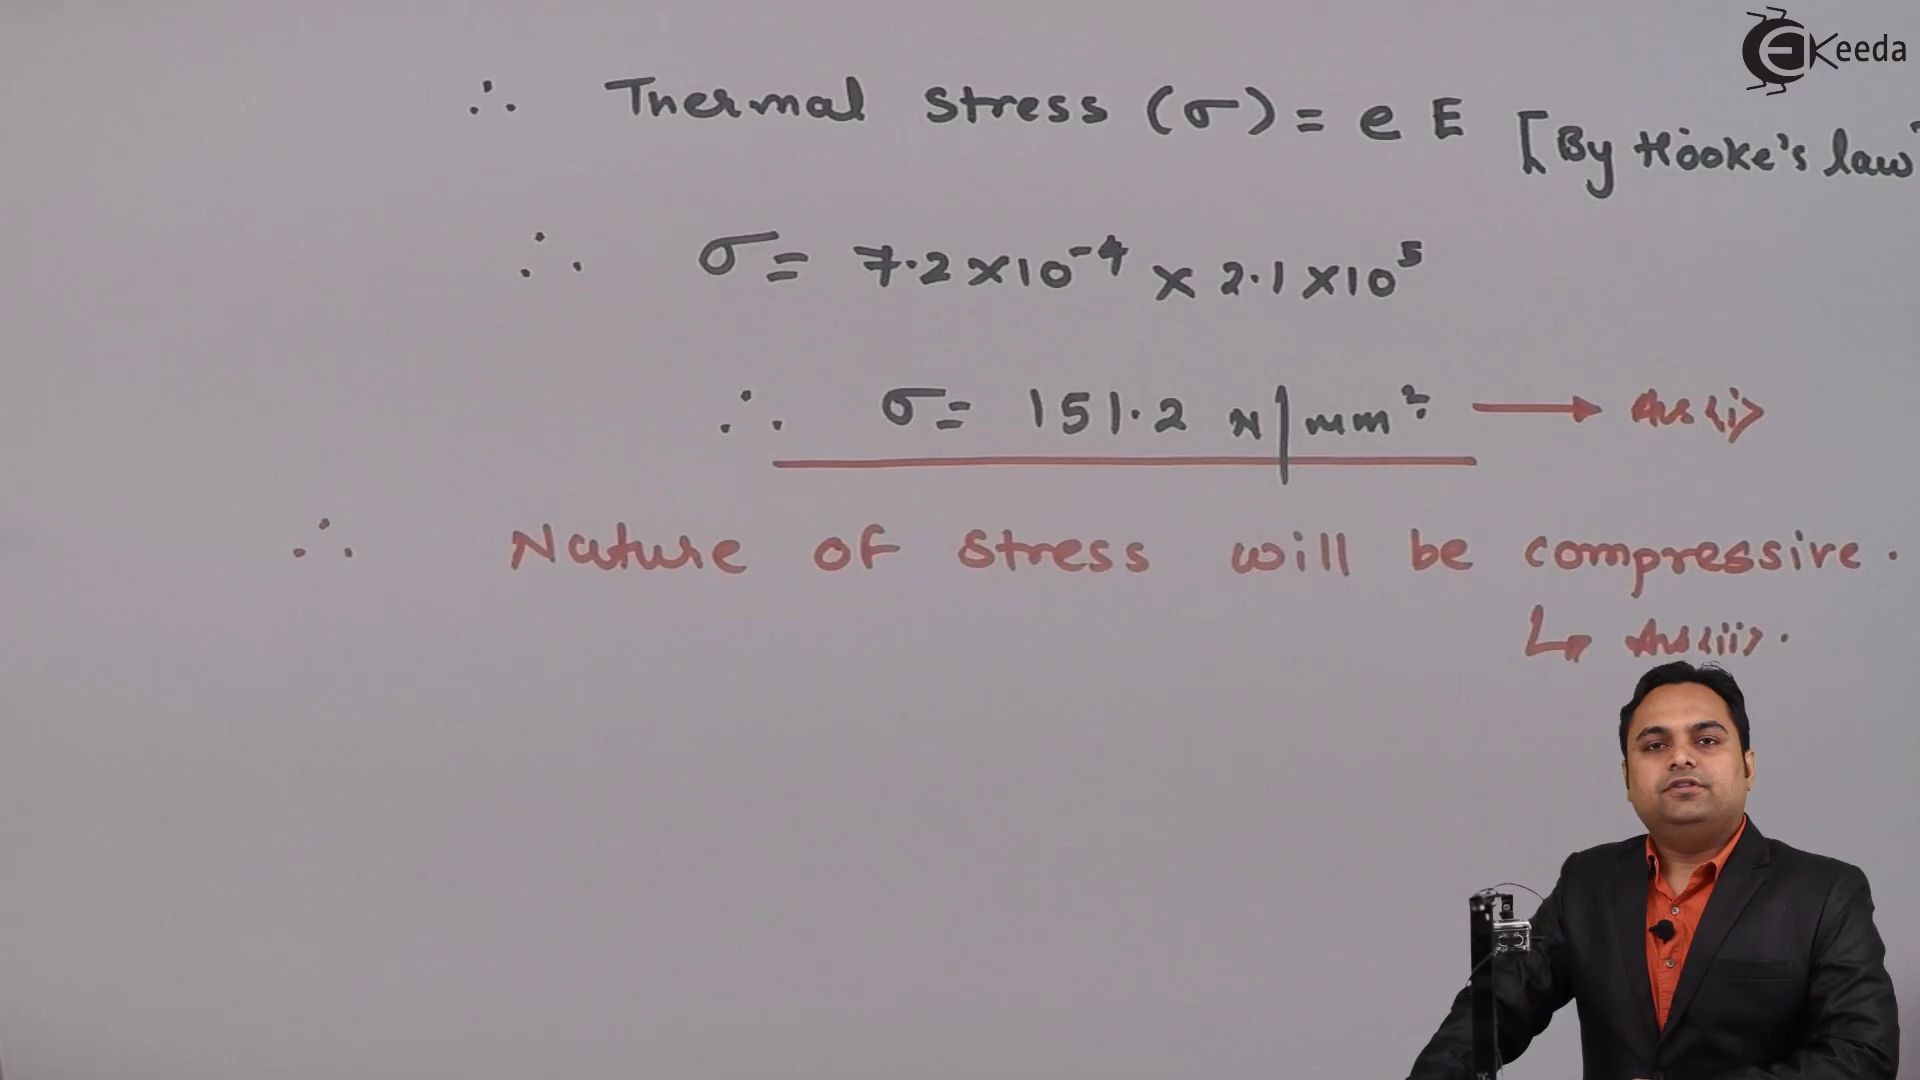 EKeeda
∴ Thermal stress (σ) = e E [By Hooke's law]
∴ σ = 7.2 x 10⁻⁴ x 2.1 x 10⁵
∴ σ = 151.2 N/mm² → Ans (i)
∴ Nature of stress will be compressive.
↳ Ans (ii).